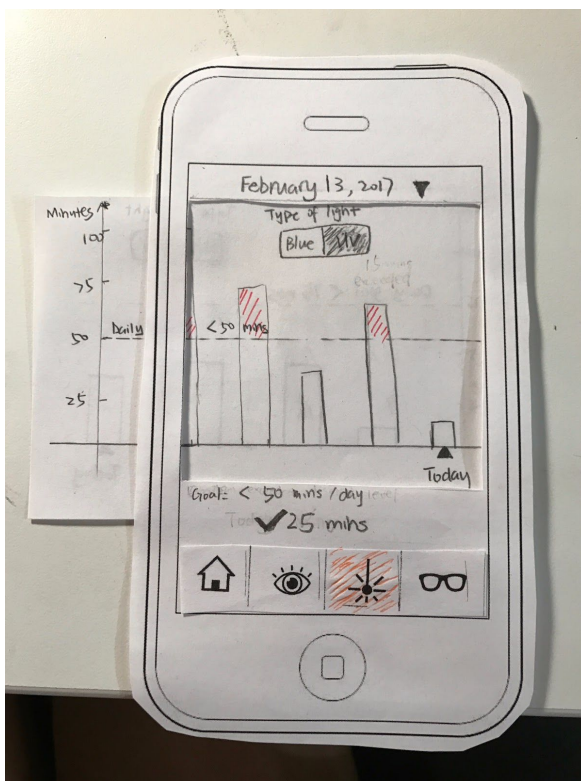 February 13, 2017
Type of light
Blue UV
Minutes
100
75
50 Daily < 50 mins
25
Today
Goal: < 50 mins / day
25 mins